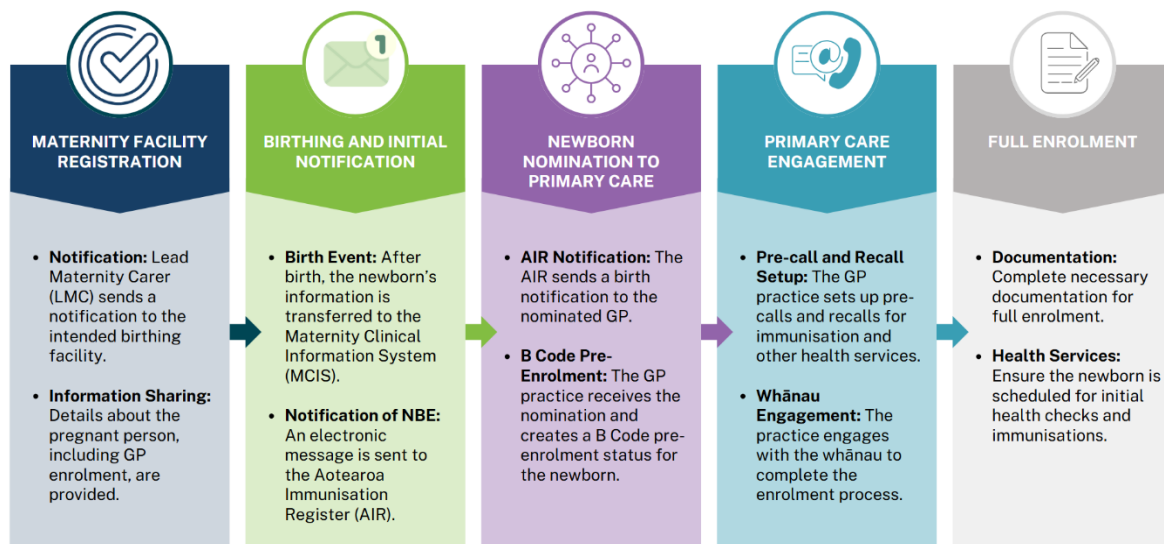 MATERNITY FACILITY
REGISTRATION
• Notification: Lead
Maternity Carer
(LMC) sends a
notification to the
intended birthing
facility.
• Information Sharing:
Details about the
pregnant person,
including GP
enrolment, are
provided.
1
BIRTHING AND INITIAL
NOTIFICATION
• Birth Event: After
birth, the newborn’s
information is
transferred to the
Maternity Clinical
Information System
(MCIS).
• Notification of NBE:
An electronic
message is sent to
the Aotearoa
Immunisation
Register (AIR).
NEWBORN
NOMINATION TO
PRIMARY CARE
• AIR Notification: The
AIR sends a birth
notification to the
nominated GP.
• B Code Pre-
Enrolment: The GP
practice receives the
nomination and
creates a B Code pre-
enrolment status for
the newborn.
@
PRIMARY CARE
ENGAGEMENT
• Pre-call and Recall
Setup: The GP
practice sets up pre-
calls and recalls for
immunisation and
other health services.
• Whānau
Engagement: The
practice engages
with the whānau to
complete the
enrolment process.
FULL ENROLMENT
• Documentation:
Complete necessary
documentation for
full enrolment.
• Health Services:
Ensure the newborn is
scheduled for initial
health checks and
immunisations.